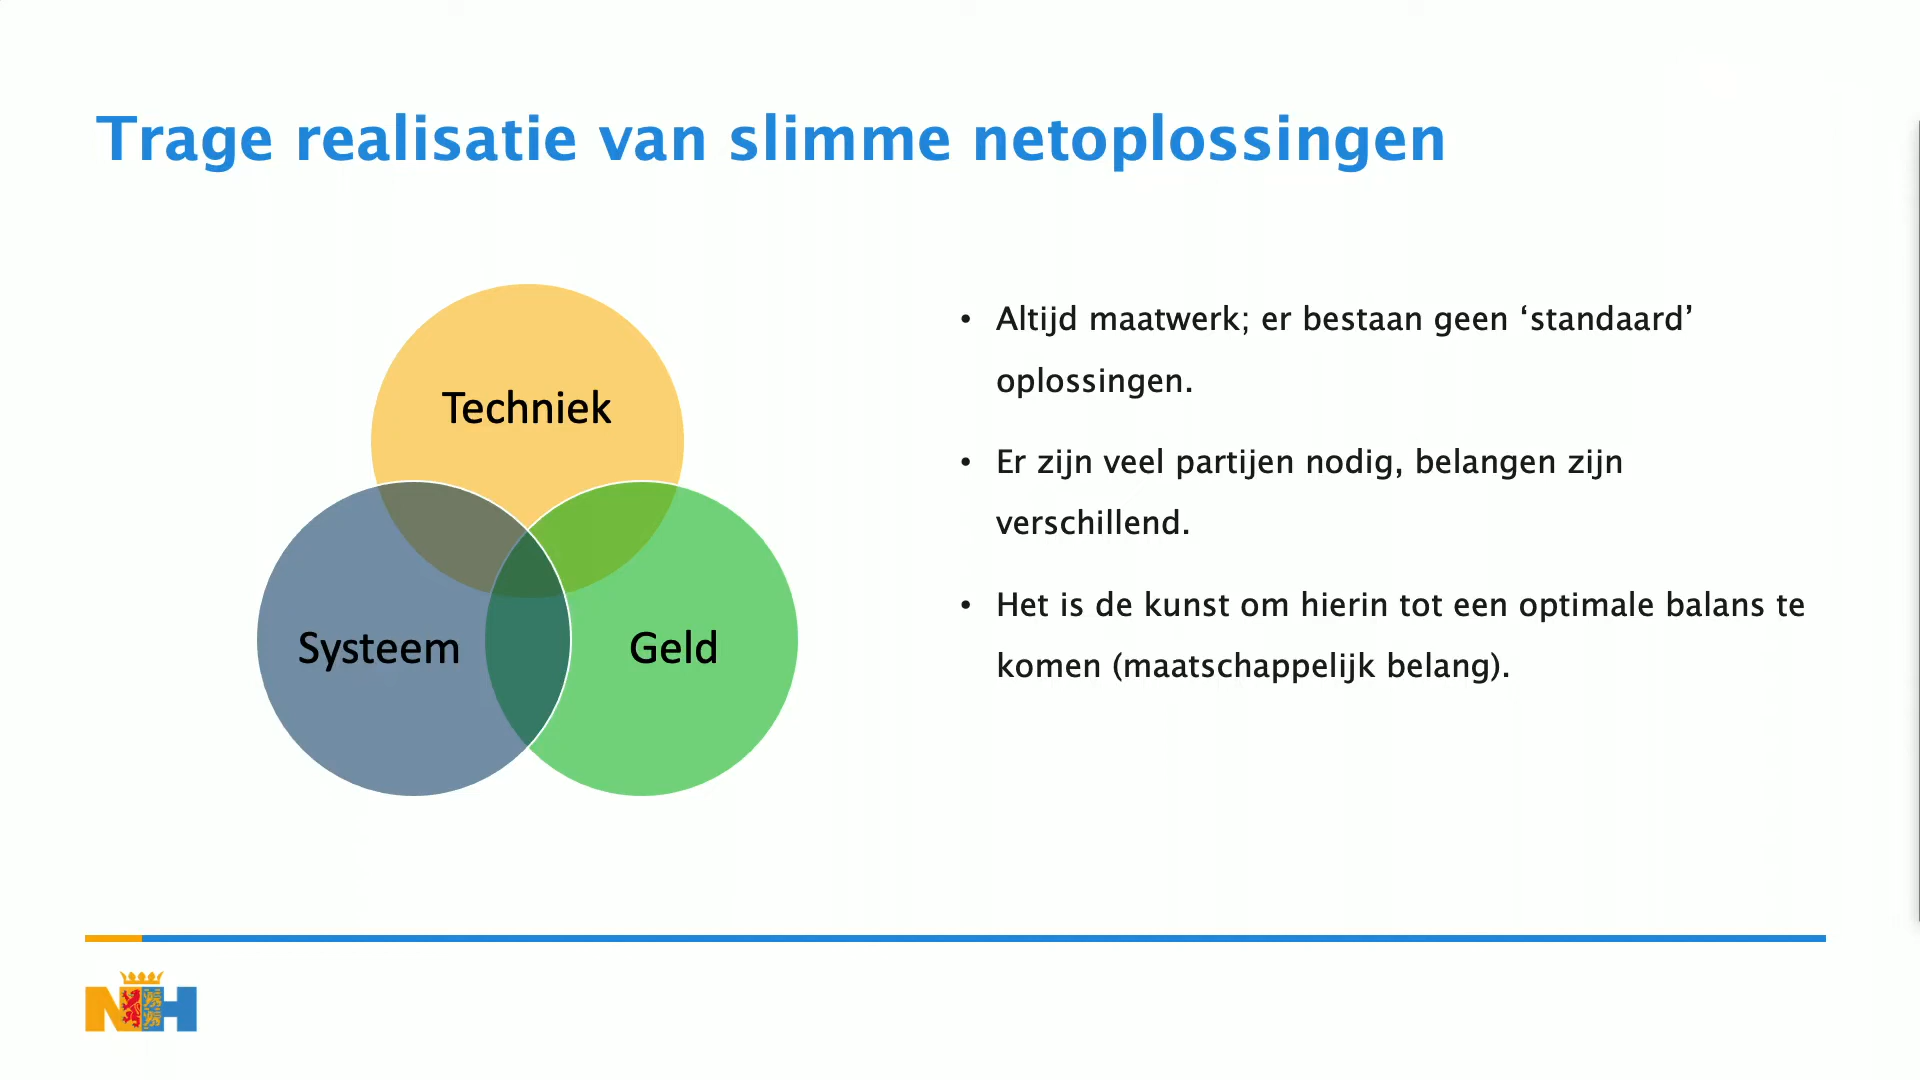 Trage realisatie van slimme netoplossingen
Techniek
Systeem
Geld
• Altijd maatwerk; er bestaan geen ‘standaard’
oplossingen.
• Er zijn veel partijen nodig, belangen zijn
verschillend.
• Het is de kunst om hierin tot een optimale balans te
komen (maatschappelijk belang).
NH